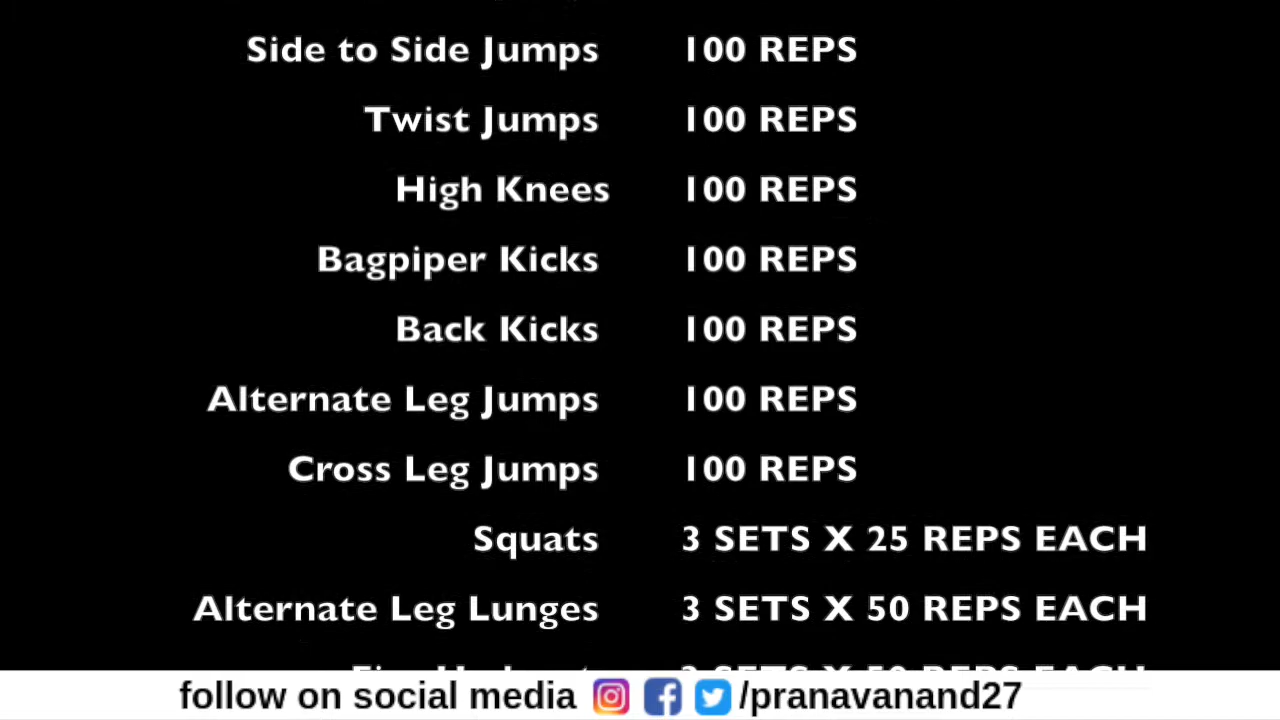 Side to Side Jumps 100 REPS
Twist Jumps 100 REPS
High Knees 100 REPS
Bagpiper Kicks 100 REPS
Back Kicks 100 REPS
Alternate Leg Jumps 100 REPS
Cross Leg Jumps 100 REPS
Squats 3 SETS X 25 REPS EACH
Alternate Leg Lunges 3 SETS X 50 REPS EACH
follow on social media /pranavanand27